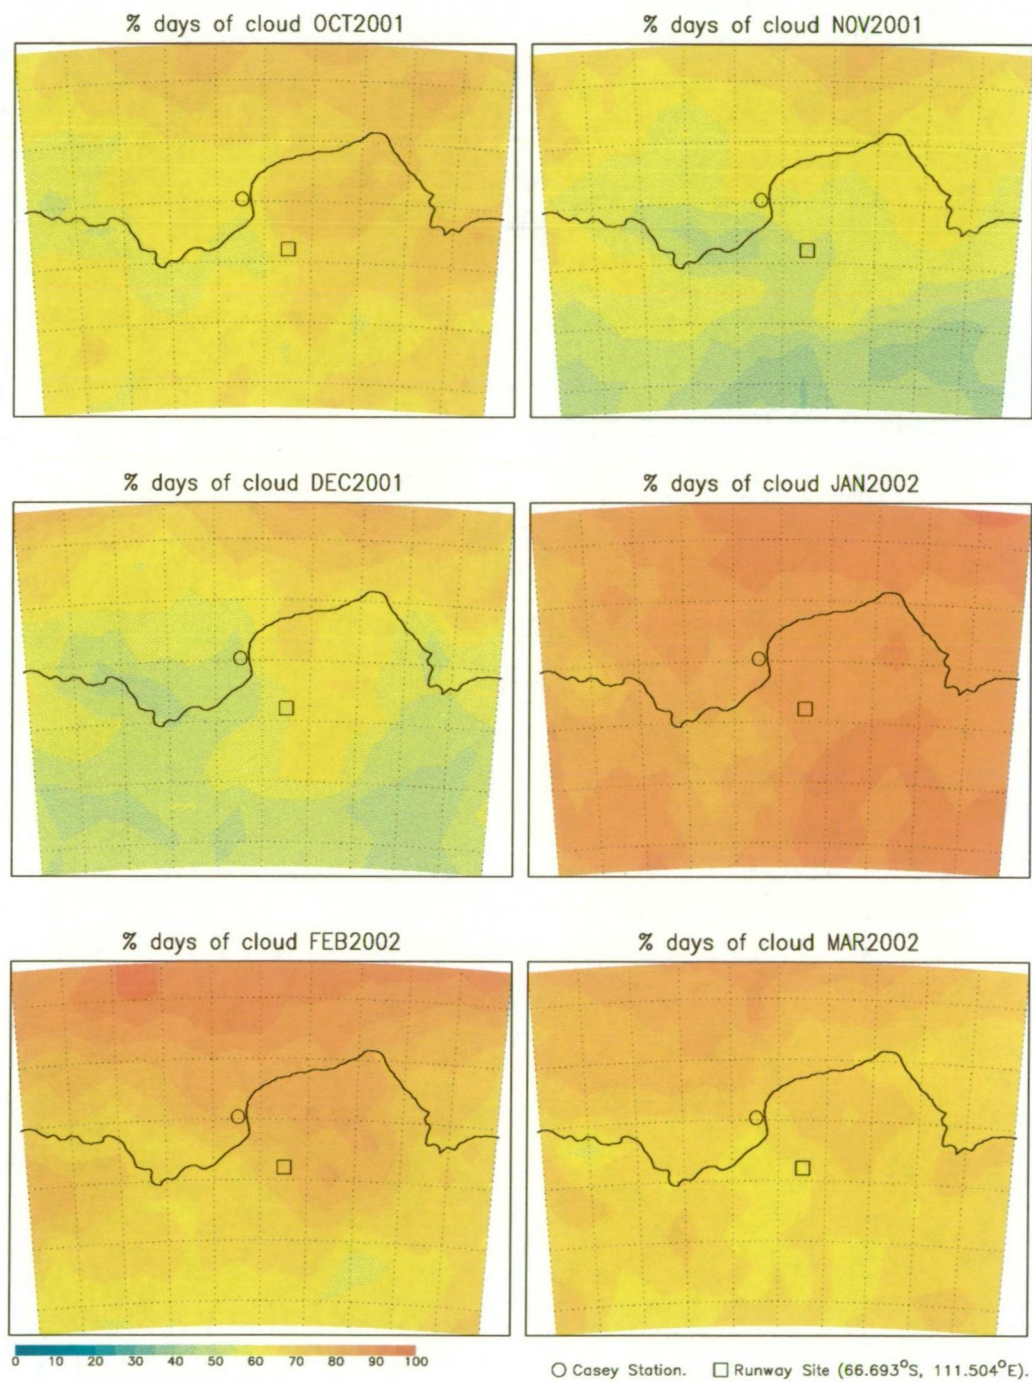 % days of cloud OCT2001
% days of cloud NOV2001
% days of cloud DEC2001
% days of cloud JAN2002
% days of cloud FEB2002
% days of cloud MAR2002
0 10 20 30 40 50 60 70 80 90 100
Casey Station. Runway Site (66.693°S, 111.504°E).